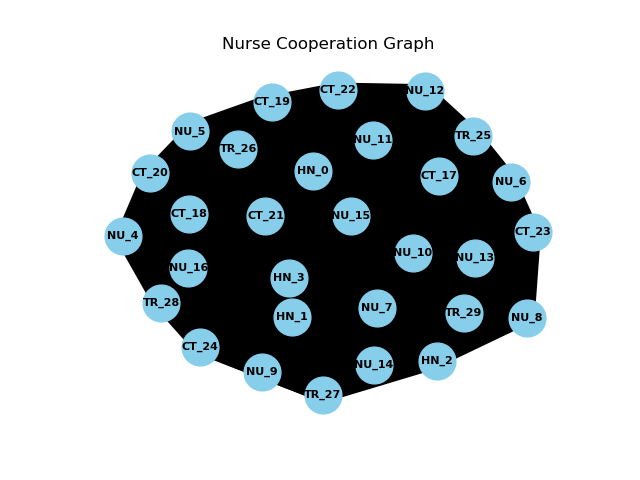 Nurse Cooperation Graph
CT_22
NU_12
CT_19
NU_5
TR_25
NU_11
TR_26
HN_0
CT_20
CT_17
NU_6
CT_18
CT_21
NU_15
CT_23
NU_4
NU_10
NU_13
NU_16
HN_3
TR_28
NU_7
TR_29
HN_1
NU_8
CT_24
HN_2
NU_14
NU_9
TR_27